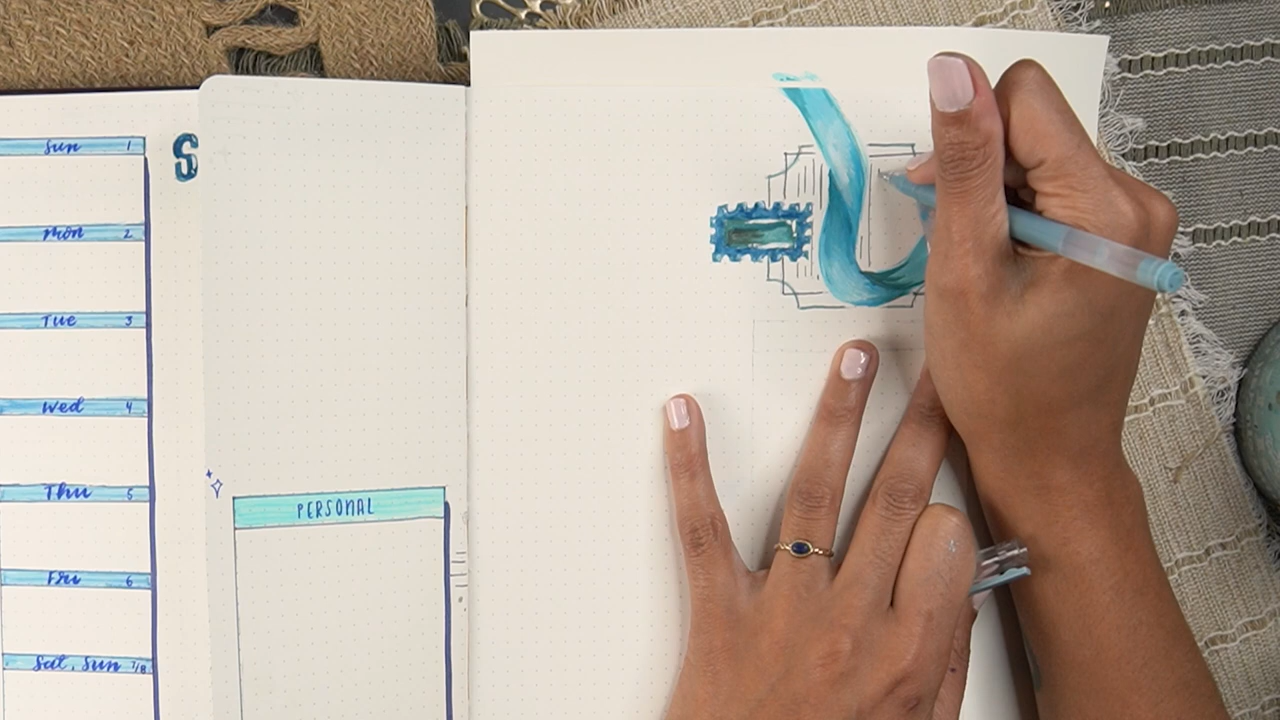 Sun 1
S
Mon 2
Tue 3
Wed 4
Thu 5
PERSONAL
Fri 6
Sat, Sun 7/8